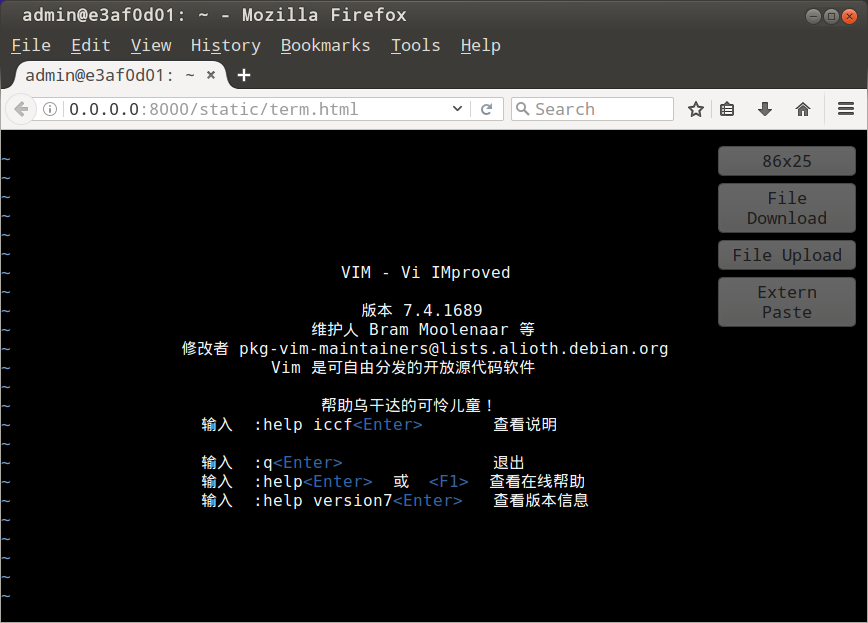 admin@e3af0d01: ~ - Mozilla Firefox
File Edit View History Bookmarks Tools Help
admin@e3af0d01: ~ × +
0.0.0.0:8000/static/term.html Search
86x25
File Download
File Upload
Extern Paste
~
~
~
~
~
~
~ VIM - Vi IMproved
~
~ 版本 7.4.1689
~ 维护人 Bram Moolenaar 等
~ 修改者 pkg-vim-maintainers@lists.alioth.debian.org
~ Vim 是可自由分发的开放源代码软件
~
~ 帮助乌干达的可怜儿童！
~ 输入 :help iccf<Enter> 查看说明
~
~ 输入 :q<Enter> 退出
~ 输入 :help<Enter> 或 <F1> 查看在线帮助
~ 输入 :help version7<Enter> 查看版本信息
~
~
~
~
~